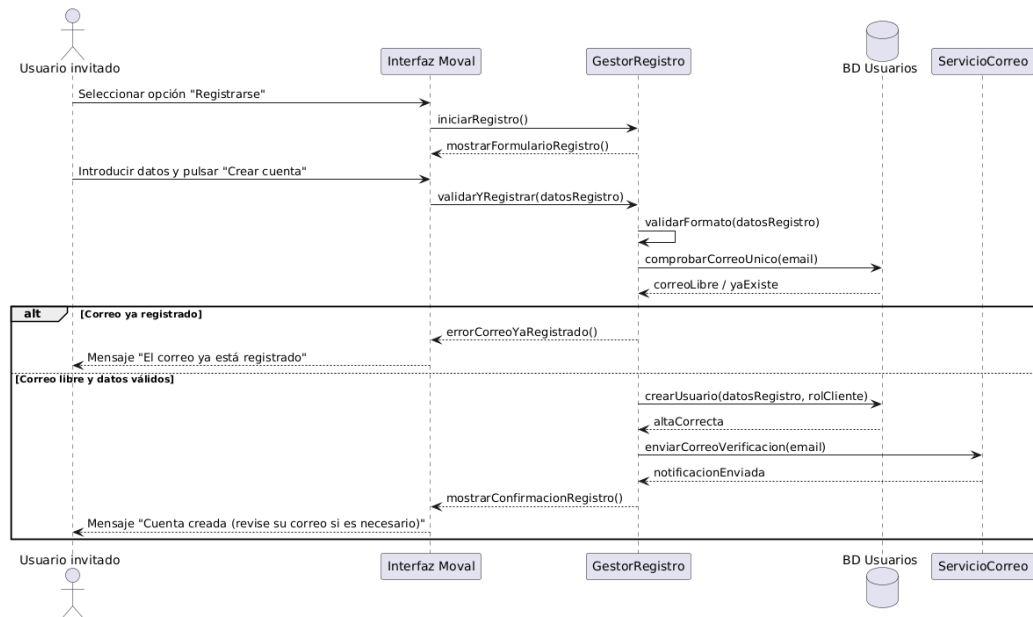 Usuario invitado
Interfaz Moval
GestorRegistro
BD Usuarios
ServicioCorreo
Seleccionar opción "Registrarse"
iniciarRegistro()
mostrarFormularioRegistro()
Introducir datos y pulsar "Crear cuenta"
validarYRegistrar(datosRegistro)
validarFormato(datosRegistro)
comprobarCorreoUnico(email)
correoLibre / yaExiste
alt [Correo ya registrado]
errorCorreoYaRegistrado()
Mensaje "El correo ya está registrado"
[Correo libre y datos válidos]
crearUsuario(datosRegistro, rolCliente)
altaCorrecta
enviarCorreoVerificacion(email)
notificacionEnviada
mostrarConfirmacionRegistro()
Mensaje "Cuenta creada (revise su correo si es necesario)"
Usuario invitado
Interfaz Moval
GestorRegistro
BD Usuarios
ServicioCorreo